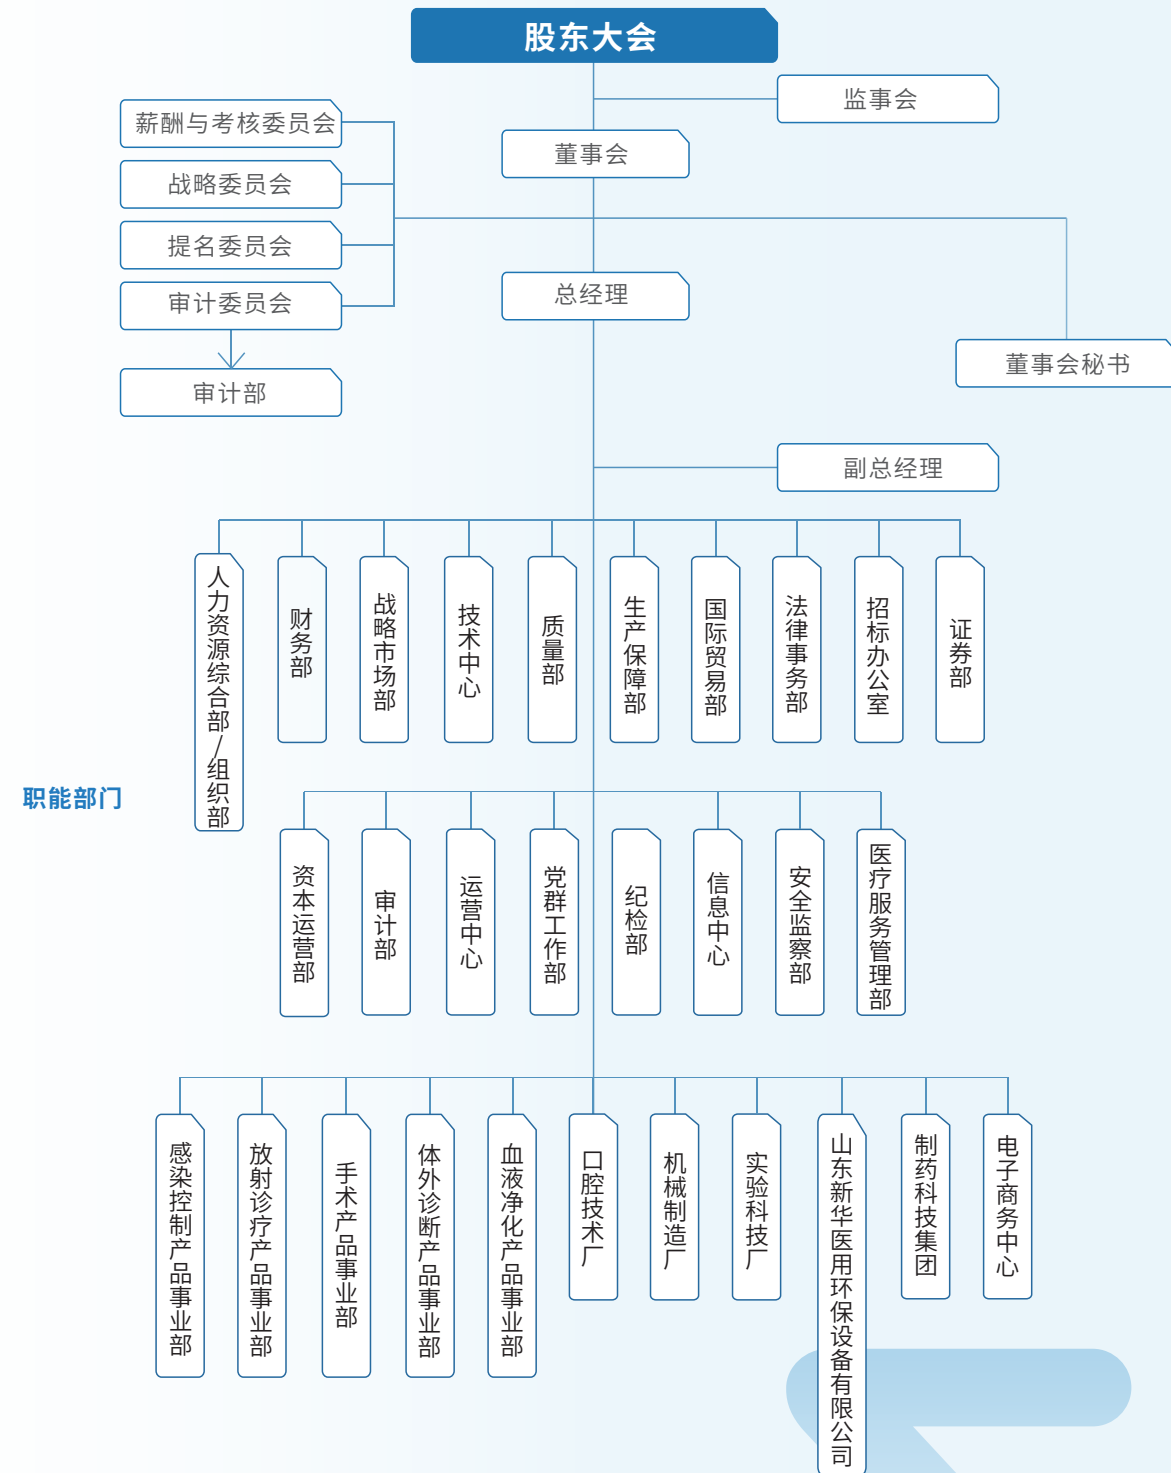 股东大会
监事会
薪酬与考核委员会
董事会
战略委员会
提名委员会
审计委员会
总经理
董事会秘书
审计部
副总经理
人力资源综合部/组织部
财务部
战略市场部
技术中心
质量部
生产保障部
国际贸易部
法律事务部
招标办公室
证券部
职能部门
资本运营部
审计部
运营中心
党群工作部
纪检部
信息中心
安全监察部
医疗服务管理部
感染控制产品事业部
放射诊疗产品事业部
手术产品事业部
体外诊断产品事业部
血液净化产品事业部
口腔技术厂
机械制造厂
实验科技厂
山东新华医用环保设备有限公司
制药科技集团
电子商务中心